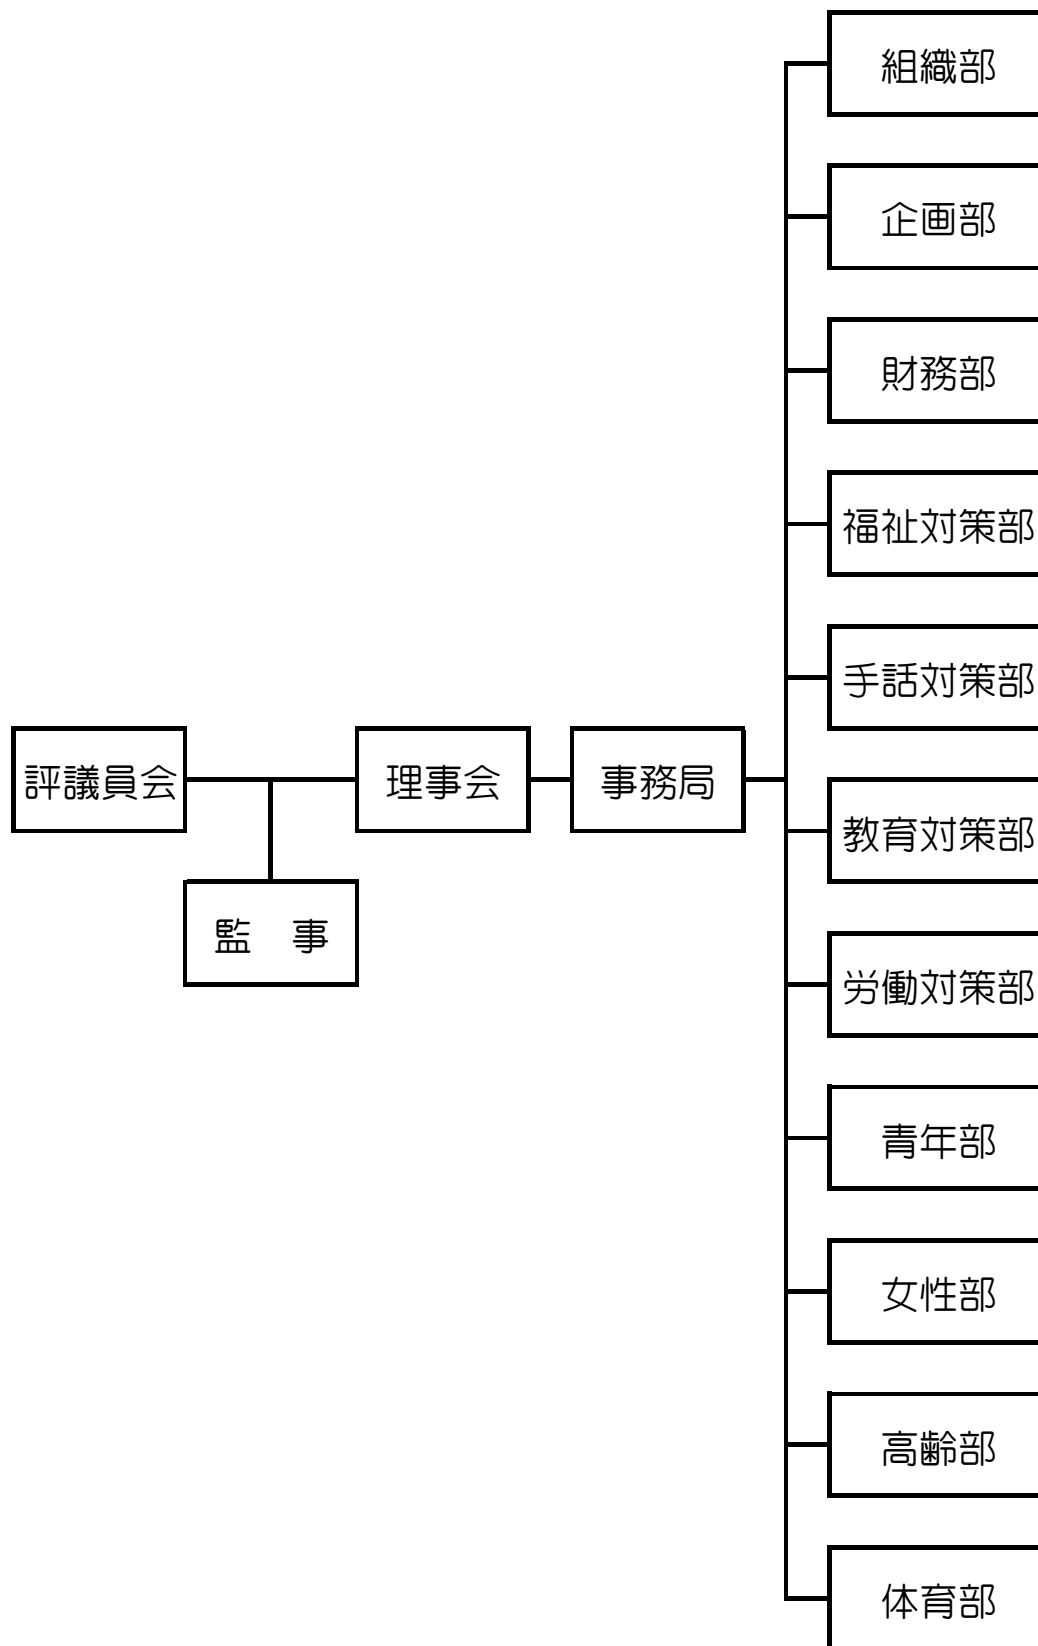 組織部
企画部
財務部
福祉対策部
手話対策部
評議員会
理事会
事務局
教育対策部
監　事
労働対策部
青年部
女性部
高齢部
体育部